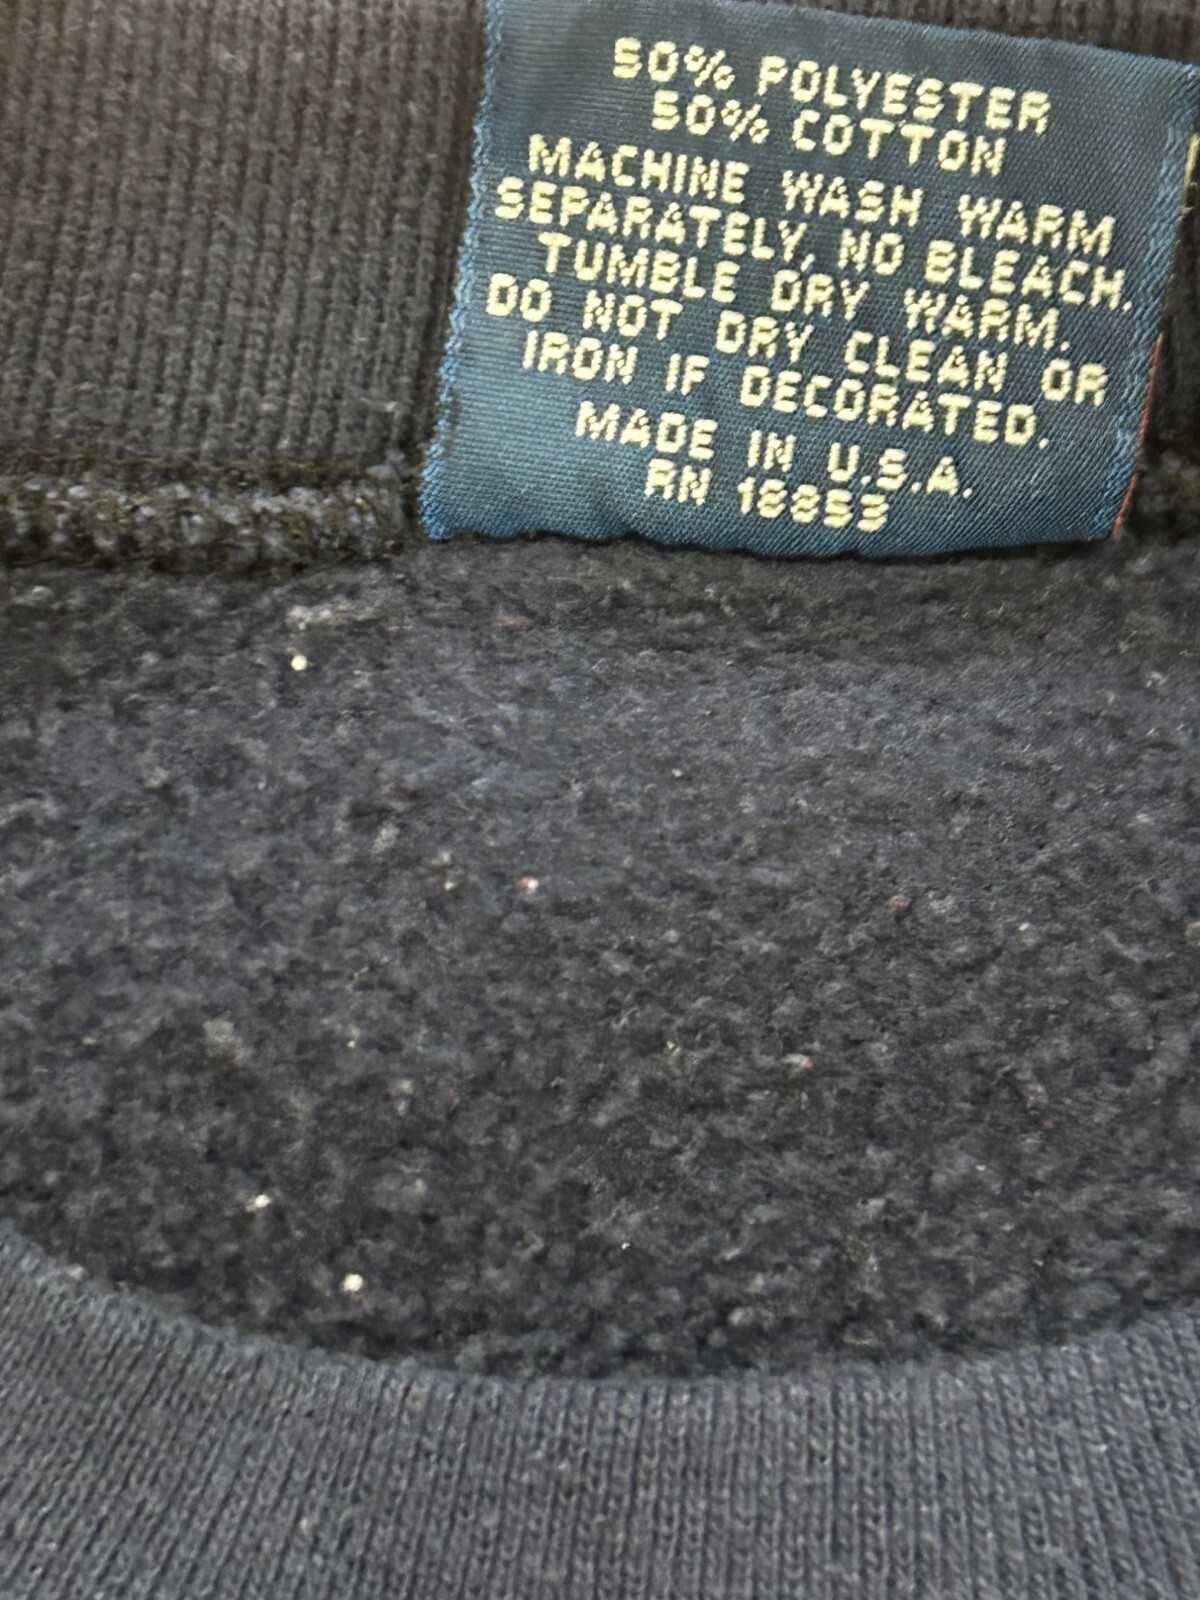 50% POLYESTER
50% COTTON
MACHINE WASH WARM
SEPARATELY, NO BLEACH.
TUMBLE DRY WARM.
DO NOT DRY CLEAN OR
IRON IF DECORATED.
MADE IN U.S.A.
RN 18853